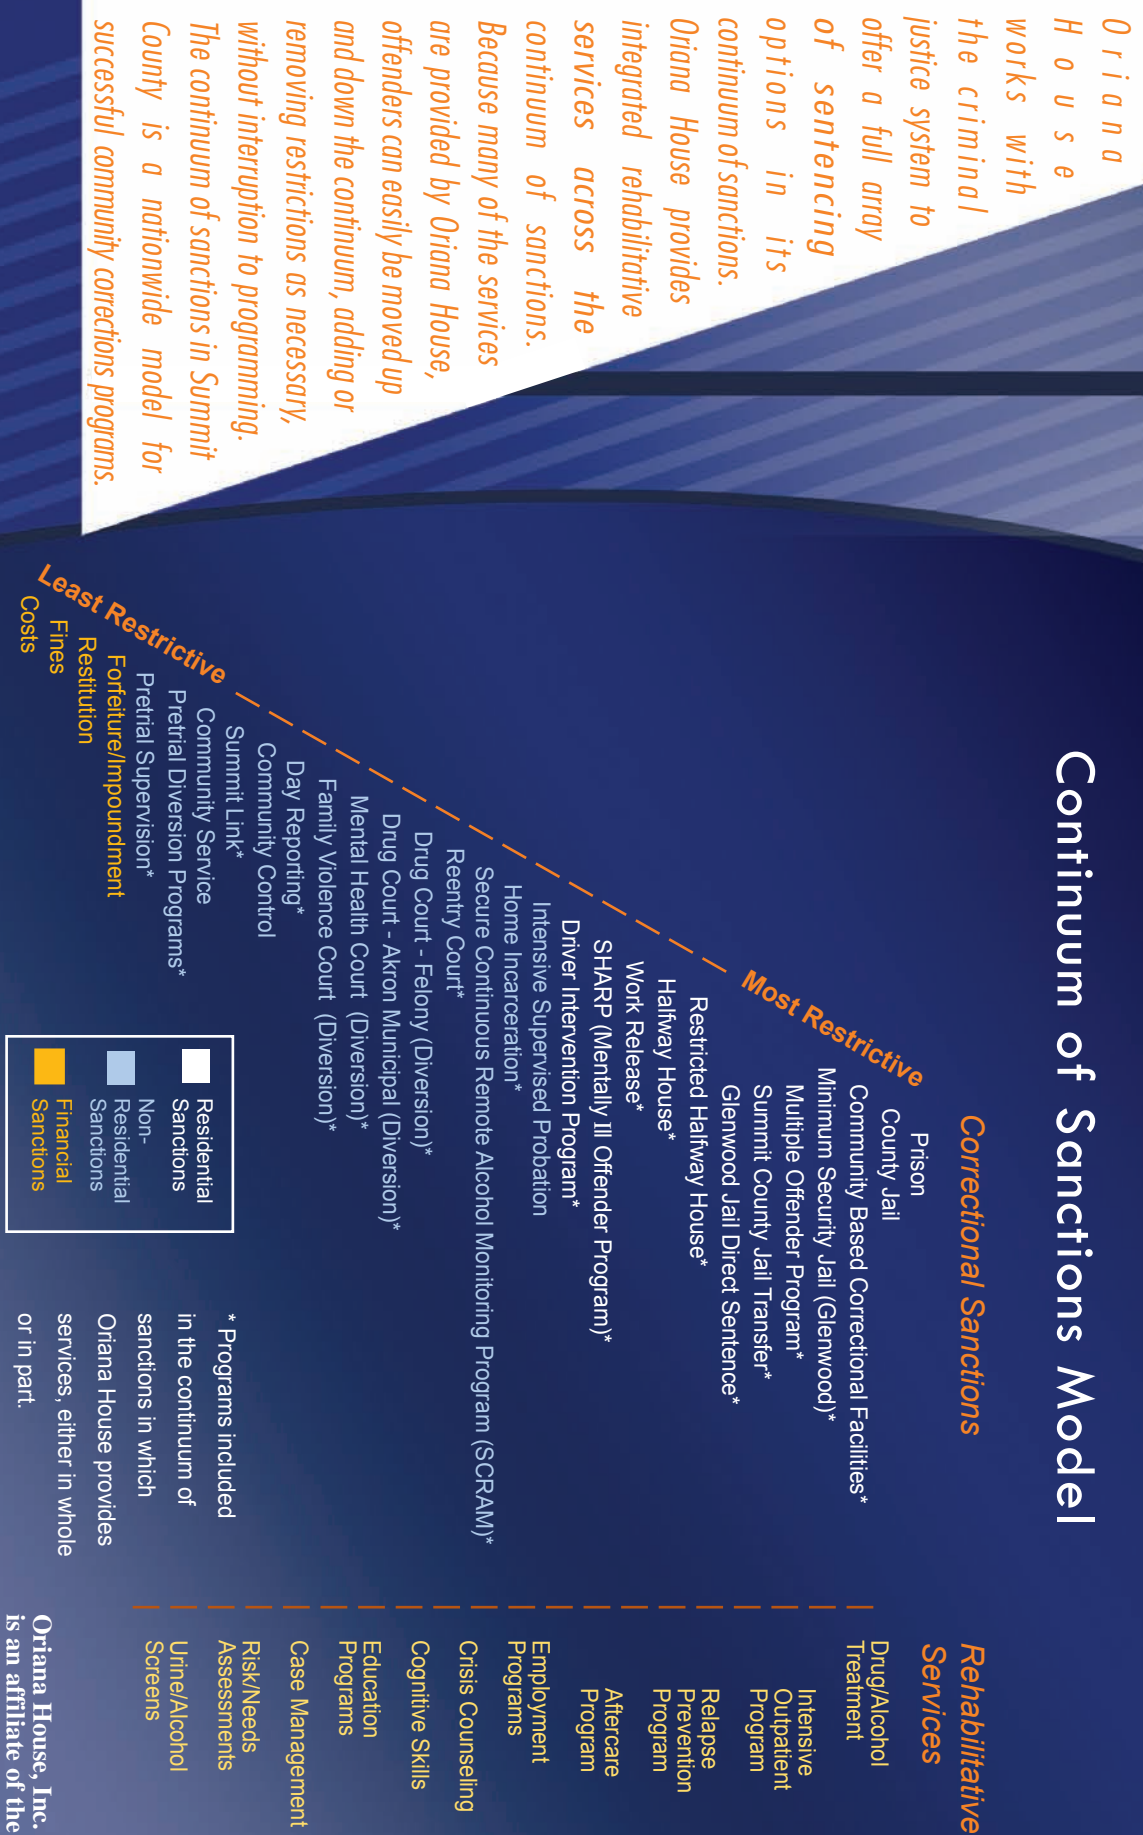 Continuum of Sanctions Model
Oriana
House
works with
the criminal
justice system to
offer a full array
of sentencing
options in its
continuum of sanctions.
Oriana House provides
integrated rehabilitative
services across the
continuum of sanctions.
Because many of the services
are provided by Oriana House,
offenders can easily be moved up
and down the continuum, adding or
removing restrictions as necessary,
without interruption to programming.
The continuum of sanctions in Summit
County is a nationwide model for
successful community corrections programs.
Correctional Sanctions
Most Restrictive
Prison
County Jail
Community Based Correctional Facilities*
Minimum Security Jail (Glenwood)*
Multiple Offender Program*
Summit County Jail Transfer*
Glenwood Jail Direct Sentence*
Restricted Halfway House*
Halfway House*
Work Release*
SHARP (Mentally Ill Offender Program)*
Driver Intervention Program*
Intensive Supervised Probation
Home Incarceration*
Secure Continuous Remote Alcohol Monitoring Program (SCRAM)*
Reentry Court*
Drug Court - Felony (Diversion)*
Drug Court - Akron Municipal (Diversion)*
Mental Health Court (Diversion)*
Family Violence Court (Diversion)*
Day Reporting*
Community Control
Summit Link*
Community Service
Pretrial Diversion Programs*
Pretrial Supervision*
Forfeiture/Impoundment
Restitution
Fines
Costs
Least Restrictive
Residential
Sanctions
Non-
Residential
Sanctions
Financial
Sanctions
* Programs included
in the continuum of
sanctions in which
Oriana House provides
services, either in whole
or in part.
Rehabilitative
Services
Drug/Alcohol
Treatment
Intensive
Outpatient
Program
Relapse
Prevention
Program
Aftercare
Program
Employment
Programs
Crisis Counseling
Cognitive Skills
Education
Programs
Case Management
Risk/Needs
Assessments
Urine/Alcohol
Screens
Oriana House, Inc.
is an affiliate of the